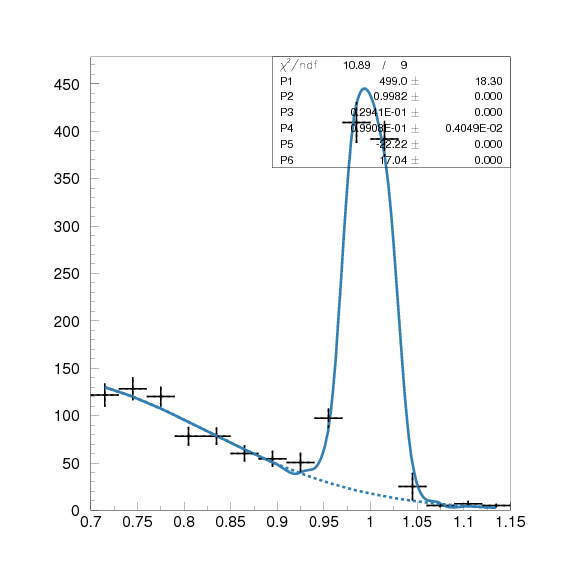 χ²/ndf 10.89 / 9
P1 499.0 ± 18.30
P2 0.9982 ± 0.000
P3 0.2941E-01 ± 0.000
P4 0.9908E-01 ± 0.4049E-02
P5 -22.22 ± 0.000
P6 17.04 ± 0.000
450
400
350
300
250
200
150
100
50
0
0.7 0.75 0.8 0.85 0.9 0.95 1 1.05 1.1 1.15